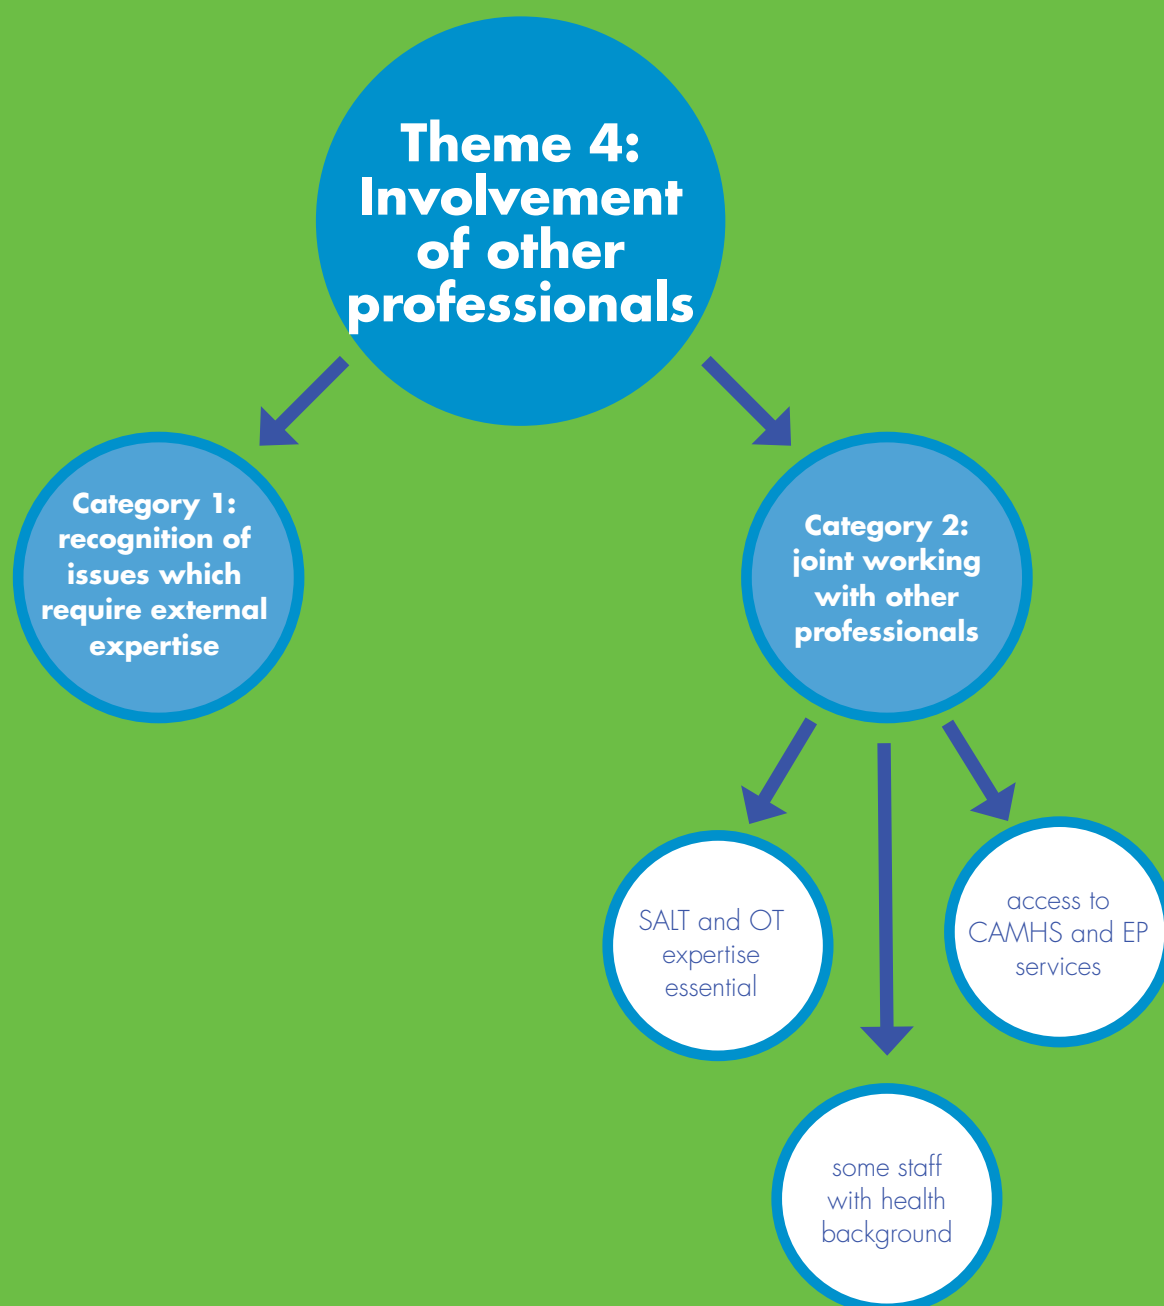 Theme 4:
Involvement
of other
professionals
Category 1:
recognition of
issues which
require external
expertise
Category 2:
joint working
with other
professionals
SALT and OT
expertise
essential
access to
CAMHS and EP
services
some staff
with health
background